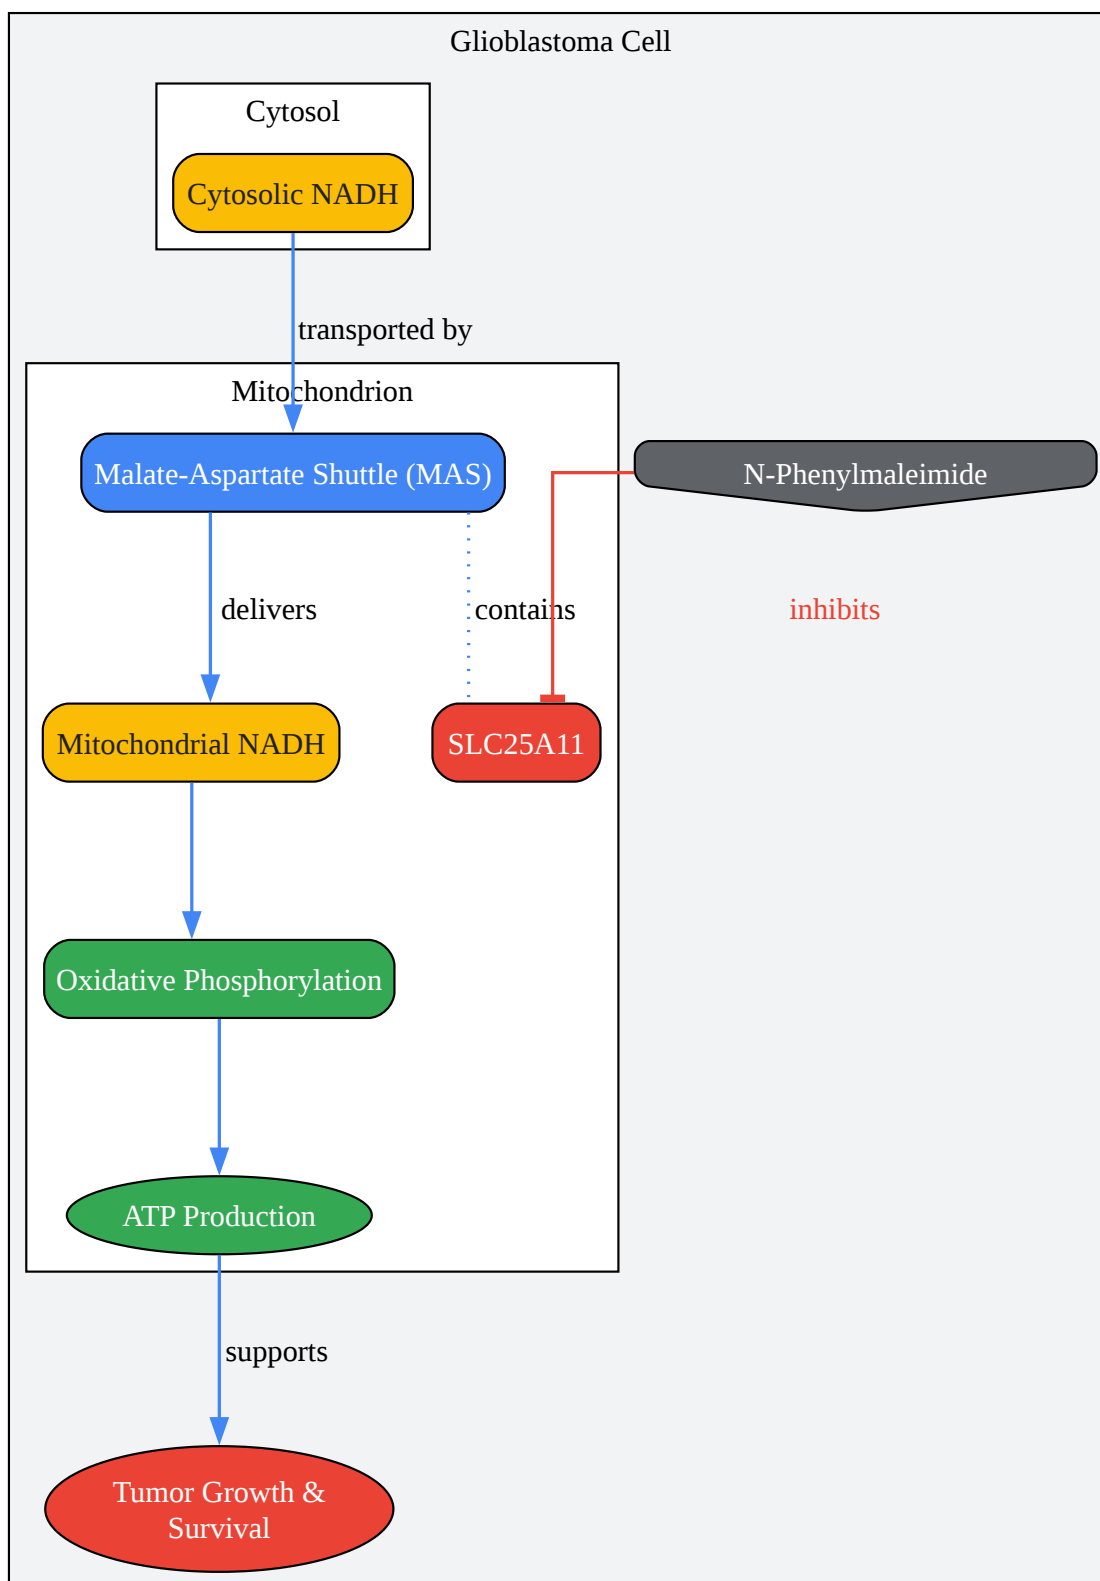 Glioblastoma Cell
Cytosol
Cytosolic NADH
transported by
Mitochondrion
Malate-Aspartate Shuttle (MAS)
N-Phenylmaleimide
delivers
contains
inhibits
Mitochondrial NADH
SLC25A11
Oxidative Phosphorylation
ATP Production
supports
Tumor Growth &
Survival